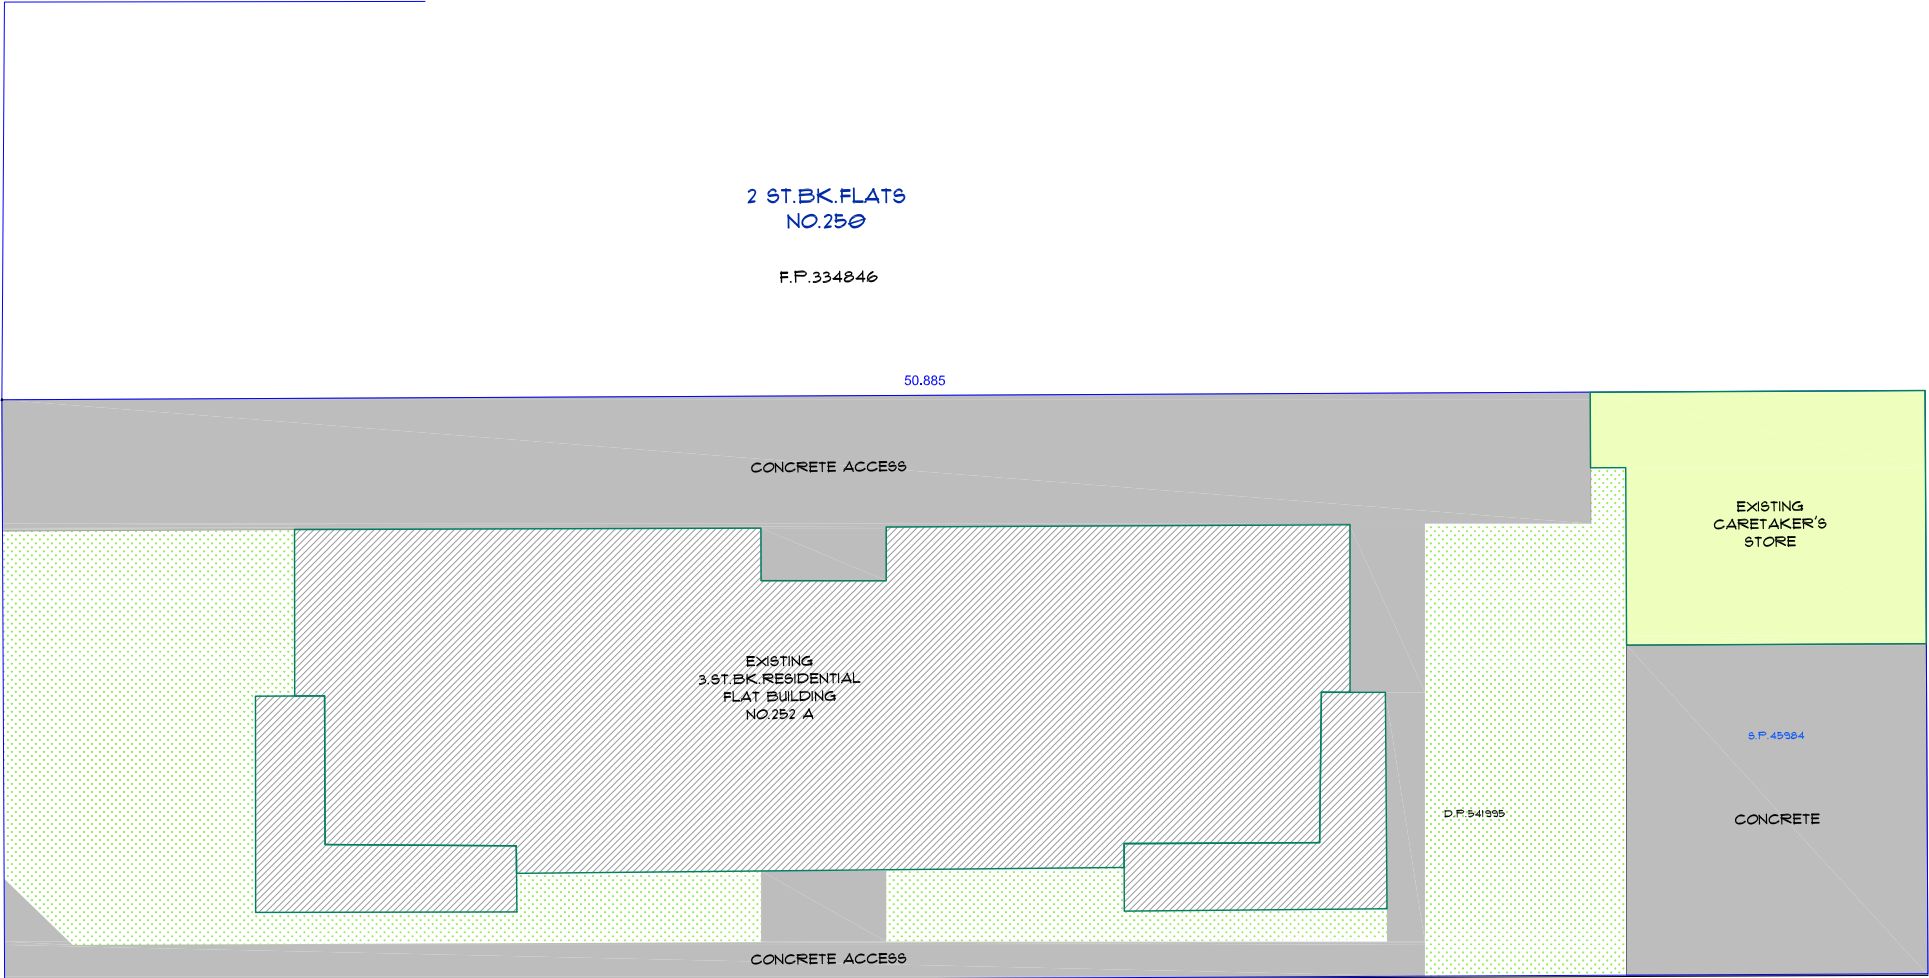 2 ST.BK.FLATS
NO.250
F.P.334846
50.885
CONCRETE ACCESS
EXISTING
CARETAKER'S
STORE
EXISTING
3.ST.BK.RESIDENTIAL
FLAT BUILDING
NO.252 A
S.P.45984
D.P.541995
CONCRETE
CONCRETE ACCESS